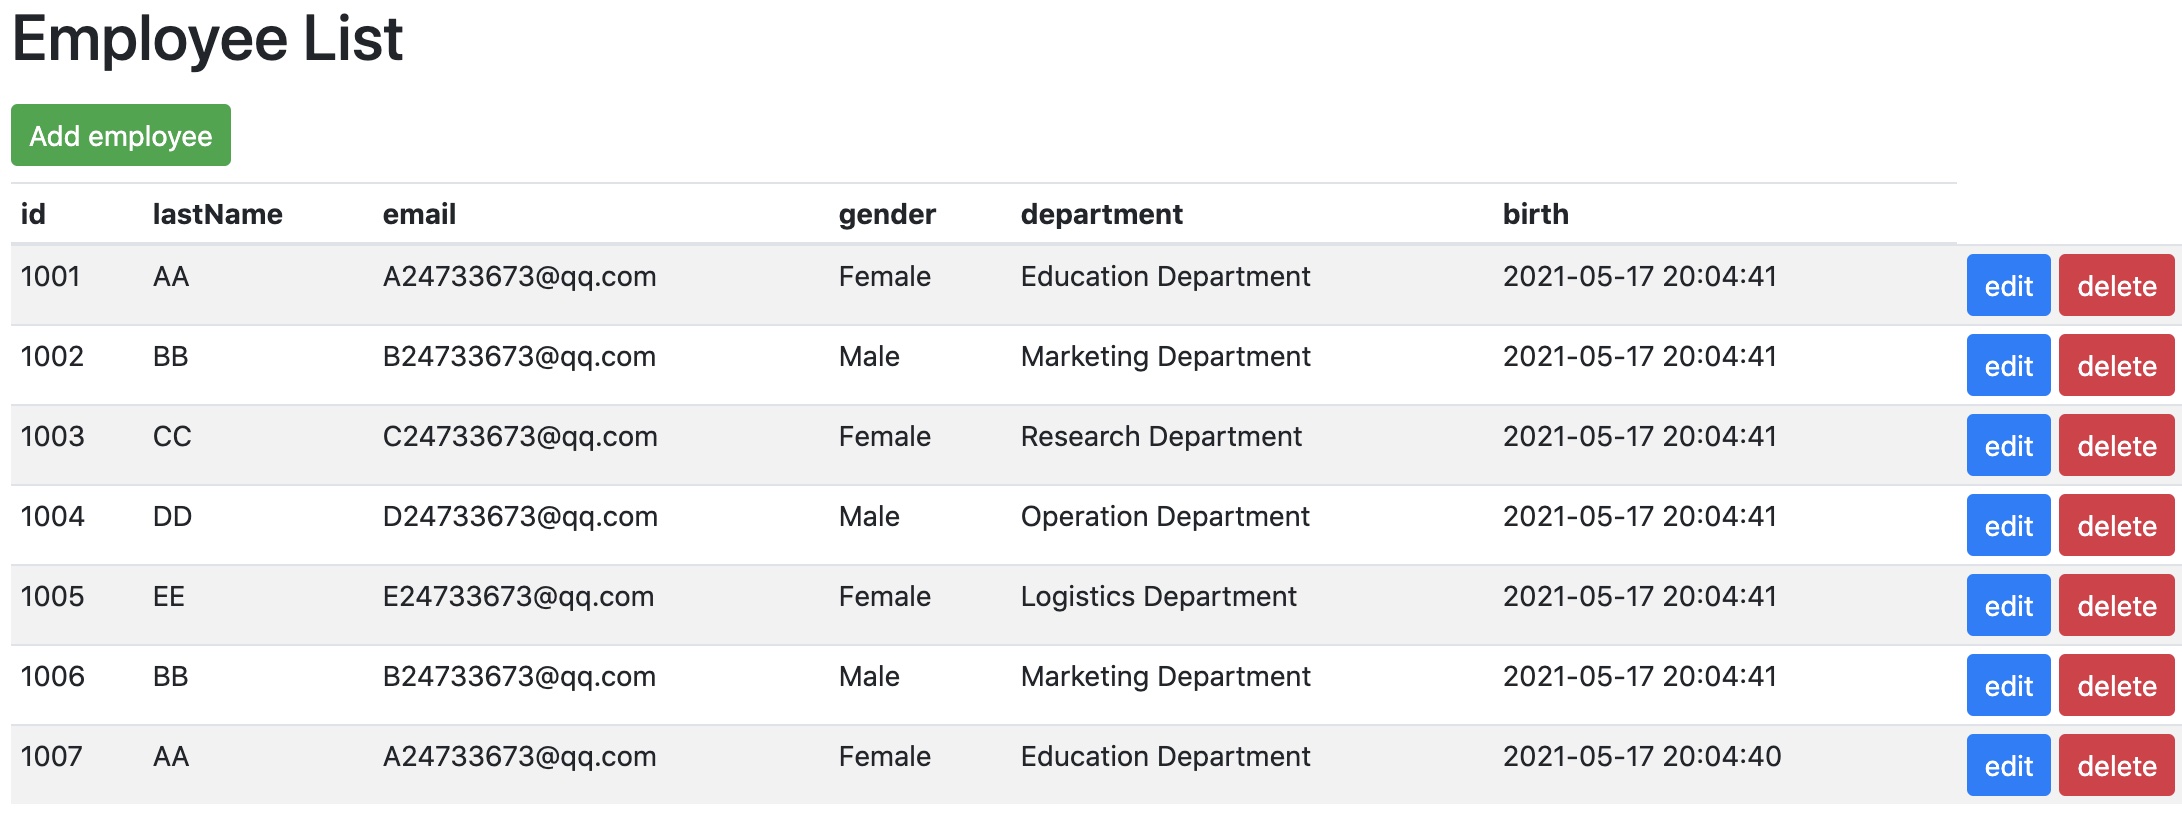 Employee List
Add employee
id lastName email gender department birth
1001 AA A24733673@qq.com Female Education Department 2021-05-17 20:04:41 edit delete
1002 BB B24733673@qq.com Male Marketing Department 2021-05-17 20:04:41 edit delete
1003 CC C24733673@qq.com Female Research Department 2021-05-17 20:04:41 edit delete
1004 DD D24733673@qq.com Male Operation Department 2021-05-17 20:04:41 edit delete
1005 EE E24733673@qq.com Female Logistics Department 2021-05-17 20:04:41 edit delete
1006 BB B24733673@qq.com Male Marketing Department 2021-05-17 20:04:41 edit delete
1007 AA A24733673@qq.com Female Education Department 2021-05-17 20:04:40 edit delete